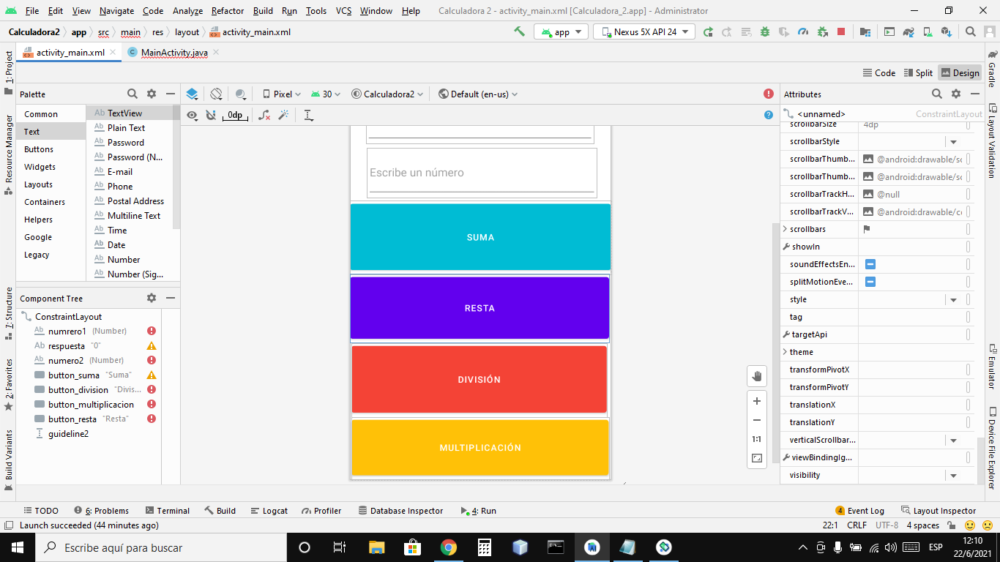 File Edit View Navigate Code Analyze Refactor Build Run Tools VCS Window Help Calculadora 2 - activity_main.xml [Calculadora_2.app] - Administrator
Calculadora2 app src main res layout activity_main.xml app Nexus 5X API 24
activity_main.xml MainActivity.java
Code Split Design
1: Project
Resource Manager
7: Structure
2: Favorites
Build Variants
Palette
Common
Text
Buttons
Widgets
Layouts
Containers
Helpers
Google
Legacy
Ab TextView
Ab Plain Text
Ab Password
Ab Password (N...
Ab E-mail
Ab Phone
Ab Postal Address
Ab Multiline Text
Ab Time
Ab Date
Ab Number
Ab Number (Sig...
Component Tree
ConstraintLayout
Ab numrero1 (Number)
Ab respuesta "0"
Ab numero2 (Number)
button_suma "Suma"
button_division "Divis...
button_multiplicacion
button_resta "Resta"
guideline2
Pixel 30 Calculadora2 Default (en-us)
0dp
Escribe un número
SUMA
RESTA
DIVISIÓN
MULTIPLICACIÓN
1:1
Attributes
<unnamed> ConstraintLayout
scrollbarSize 4dp
scrollbarStyle
scrollbarThumb... @android:drawable/sc
scrollbarThumb... @android:drawable/sc
scrollbarTrackH... @null
scrollbarTrackV... @android:drawable/co
scrollbars
showIn
soundEffectsEn...
splitMotionEve...
style
tag
targetApi
theme
transformPivotX
transformPivotY
translationX
translationY
verticalScrollbar...
viewBindingIg...
visibility
Gradle
Layout Validation
Emulator
Device File Explorer
TODO 6: Problems Terminal Build Logcat Profiler Database Inspector 4: Run 4 Event Log Layout Inspector
Launch succeeded (44 minutes ago) 22:1 CRLF UTF-8 4 spaces
Escribe aquí para buscar ESP 12:10
22/6/2021